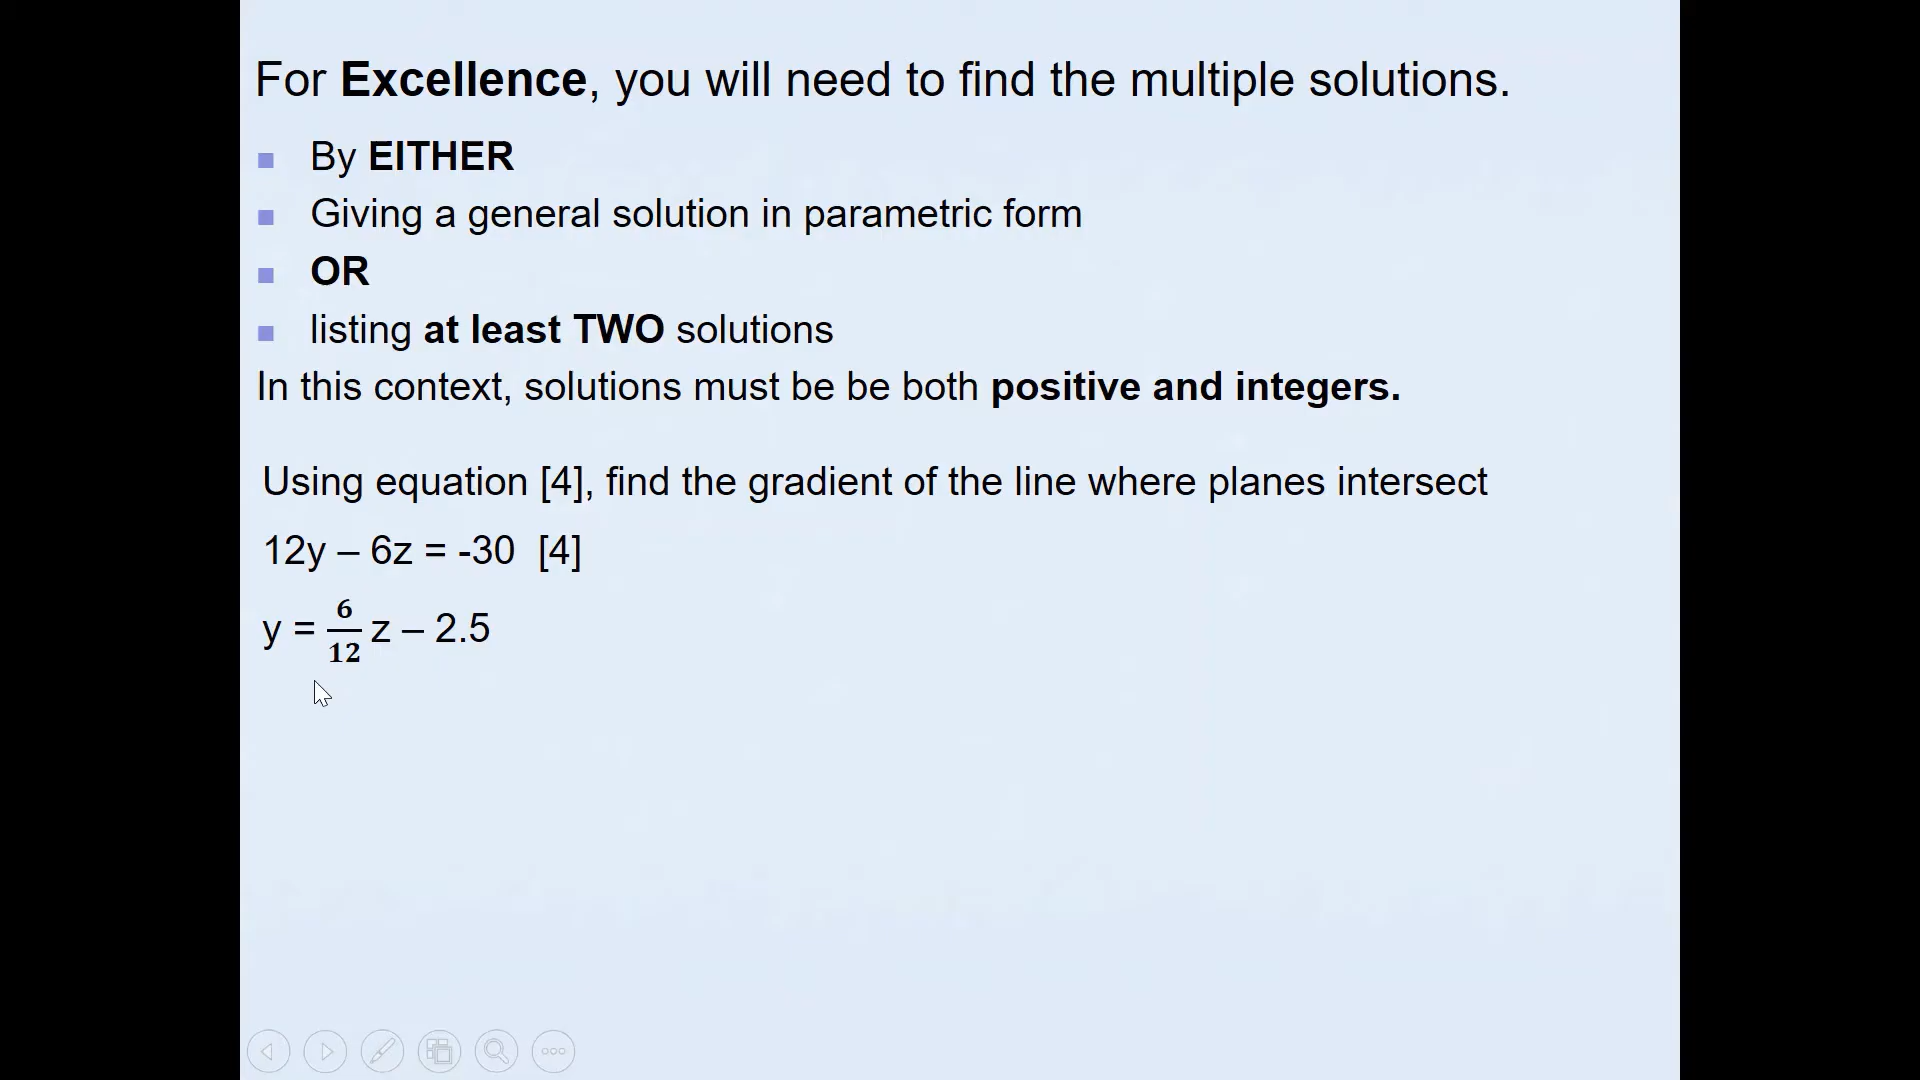 For Excellence, you will need to find the multiple solutions.
By EITHER
Giving a general solution in parametric form
OR
listing at least TWO solutions
In this context, solutions must be be both positive and integers.
Using equation [4], find the gradient of the line where planes intersect
12y – 6z = -30 [4]
y = 6/12 z – 2.5